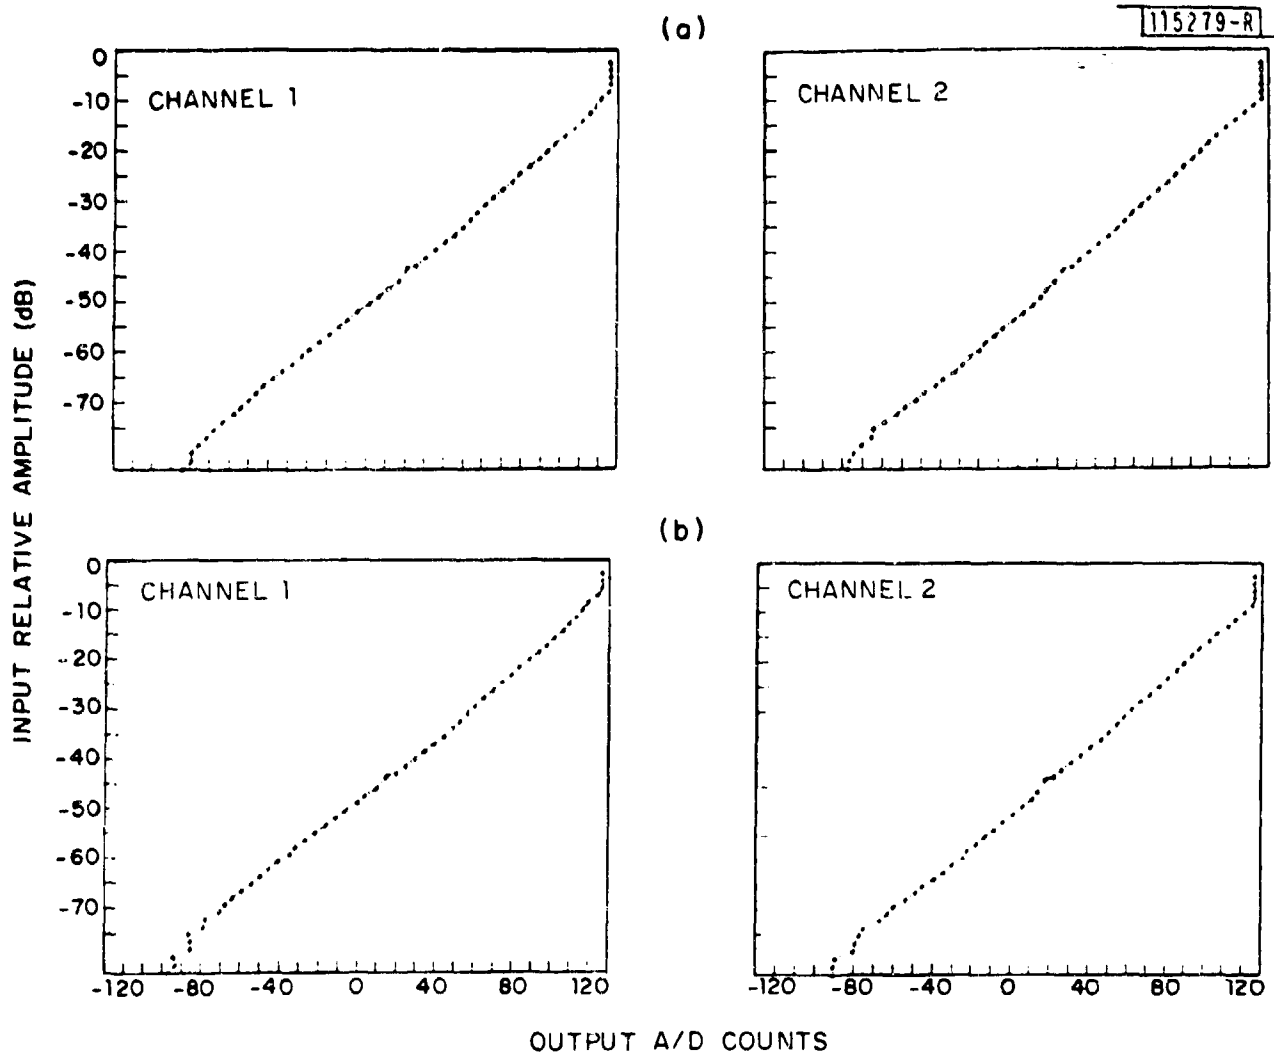 (a)
115279-R
CHANNEL 1
CHANNEL 2
0
-10
-20
-30
-40
-50
-60
-70
INPUT RELATIVE AMPLITUDE (dB)
(b)
CHANNEL 1
CHANNEL 2
0
-10
-20
-30
-40
-50
-60
-70
-120 -80 -40 0 40 80 120
-120 -80 -40 0 40 80 120
OUTPUT A/D COUNTS